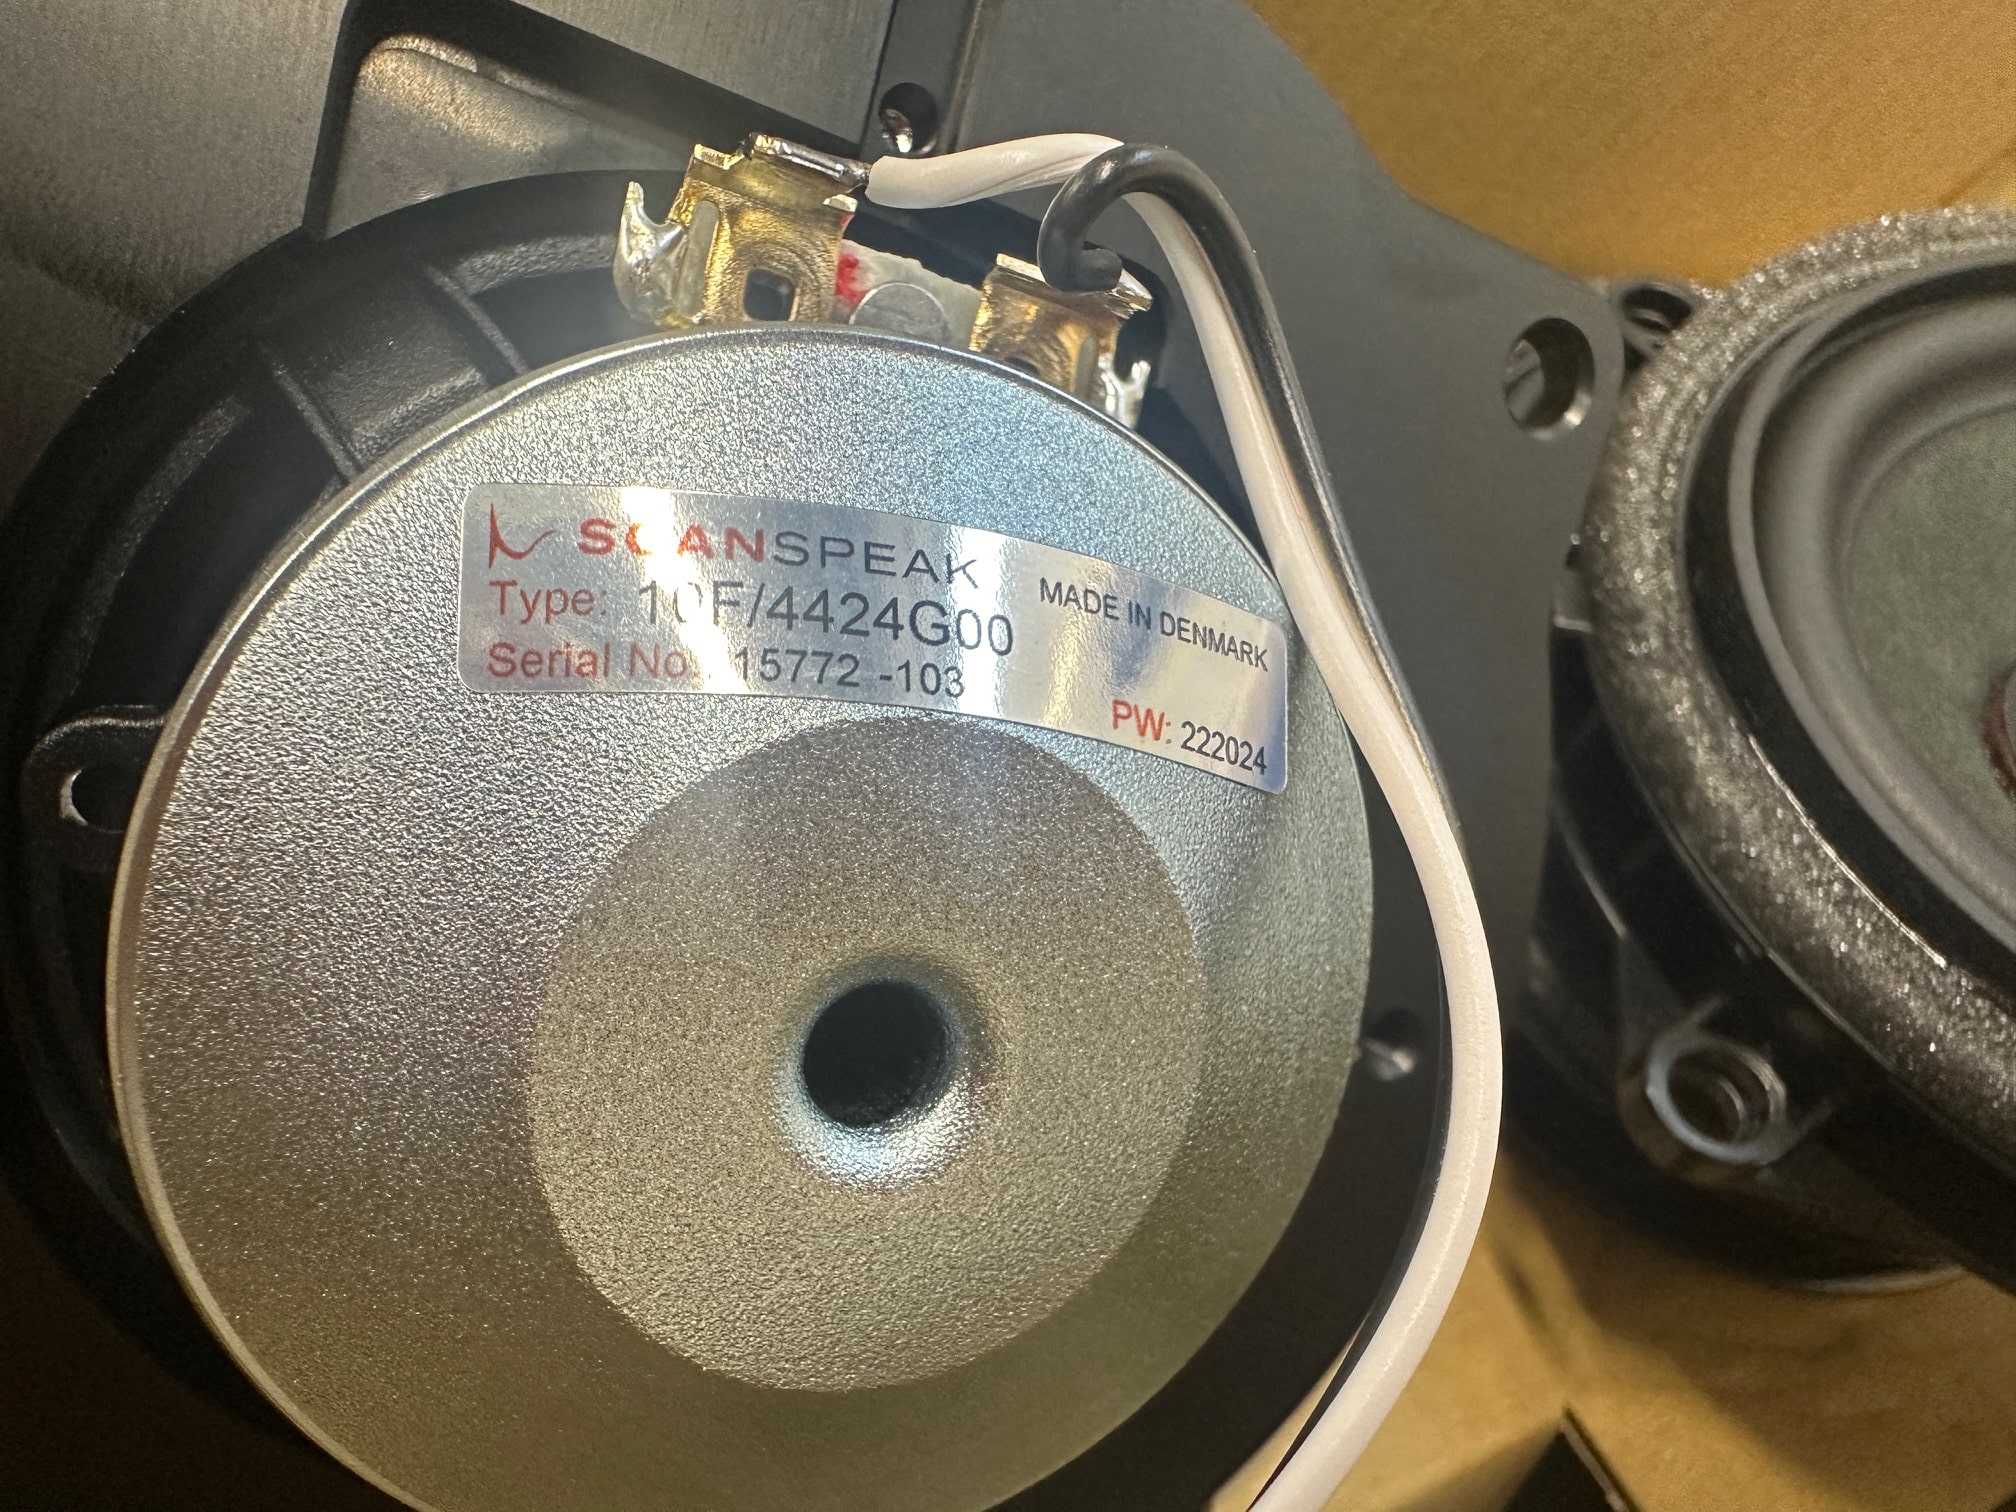 SCANSPEAK
Type: 10F/4424G00
Serial No. 15772 -103
MADE IN DENMARK
PW: 222024